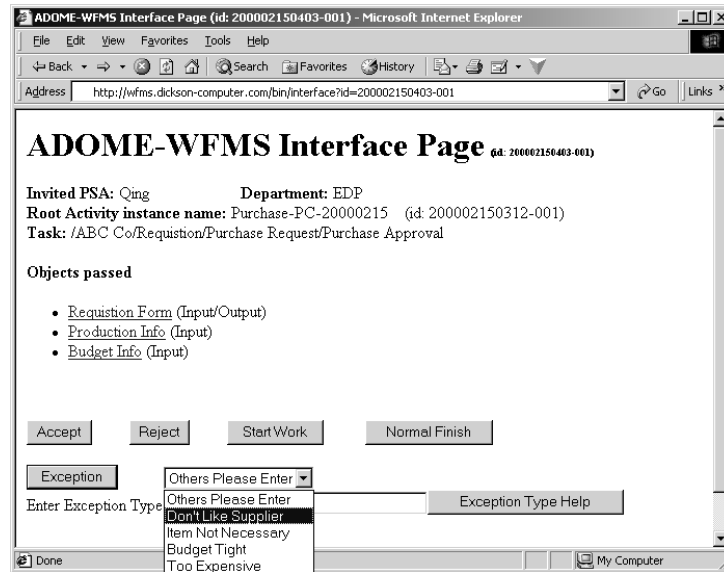 ADOME-WFMS Interface Page (id: 200002150403-001) - Microsoft Internet Explorer
File Edit View Favorites Tools Help
Back Search Favorites History
Address http://wfms.dickson-computer.com/bin/interface?id=200002150403-001 Go Links »
ADOME-WFMS Interface Page (id: 200002150403-001)
Invited PSA: Qing Department: EDP
Root Activity instance name: Purchase-PC-20000215 (id: 200002150312-001)
Task: /ABC Co/Requistion/Purchase Request/Purchase Approval
Objects passed
• Requistion Form (Input/Output)
• Production Info (Input)
• Budget Info (Input)
Accept Reject Start Work Normal Finish
Exception Others Please Enter
Enter Exception Type Others Please Enter Exception Type Help
Don't Like Supplier
Item Not Necessary
Budget Tight
Too Expensive
Done My Computer